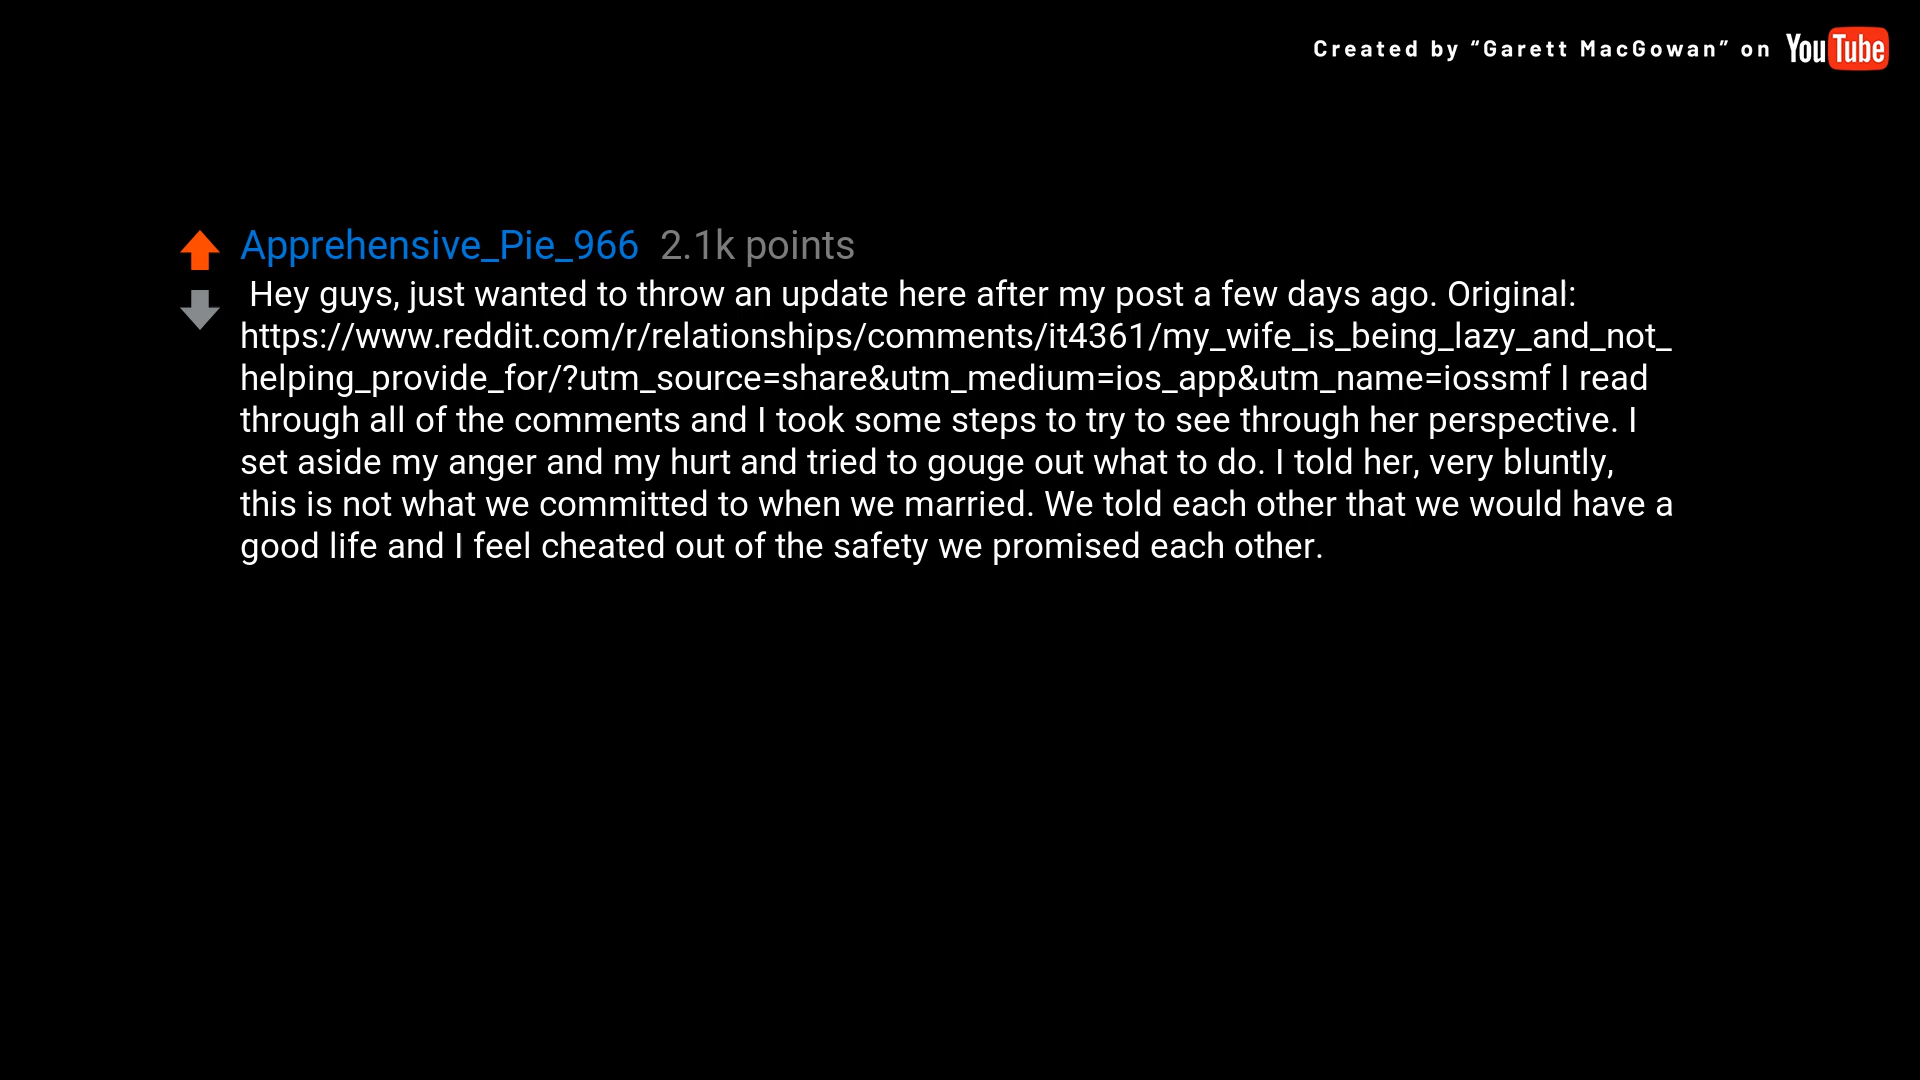 Created by “Garett MacGowan” on YouTube
Apprehensive_Pie_966 2.1k points
Hey guys, just wanted to throw an update here after my post a few days ago. Original:
https://www.reddit.com/r/relationships/comments/it4361/my_wife_is_being_lazy_and_not_
helping_provide_for/?utm_source=share&utm_medium=ios_app&utm_name=iossmf I read
through all of the comments and I took some steps to try to see through her perspective. I
set aside my anger and my hurt and tried to gouge out what to do. I told her, very bluntly,
this is not what we committed to when we married. We told each other that we would have a
good life and I feel cheated out of the safety we promised each other.